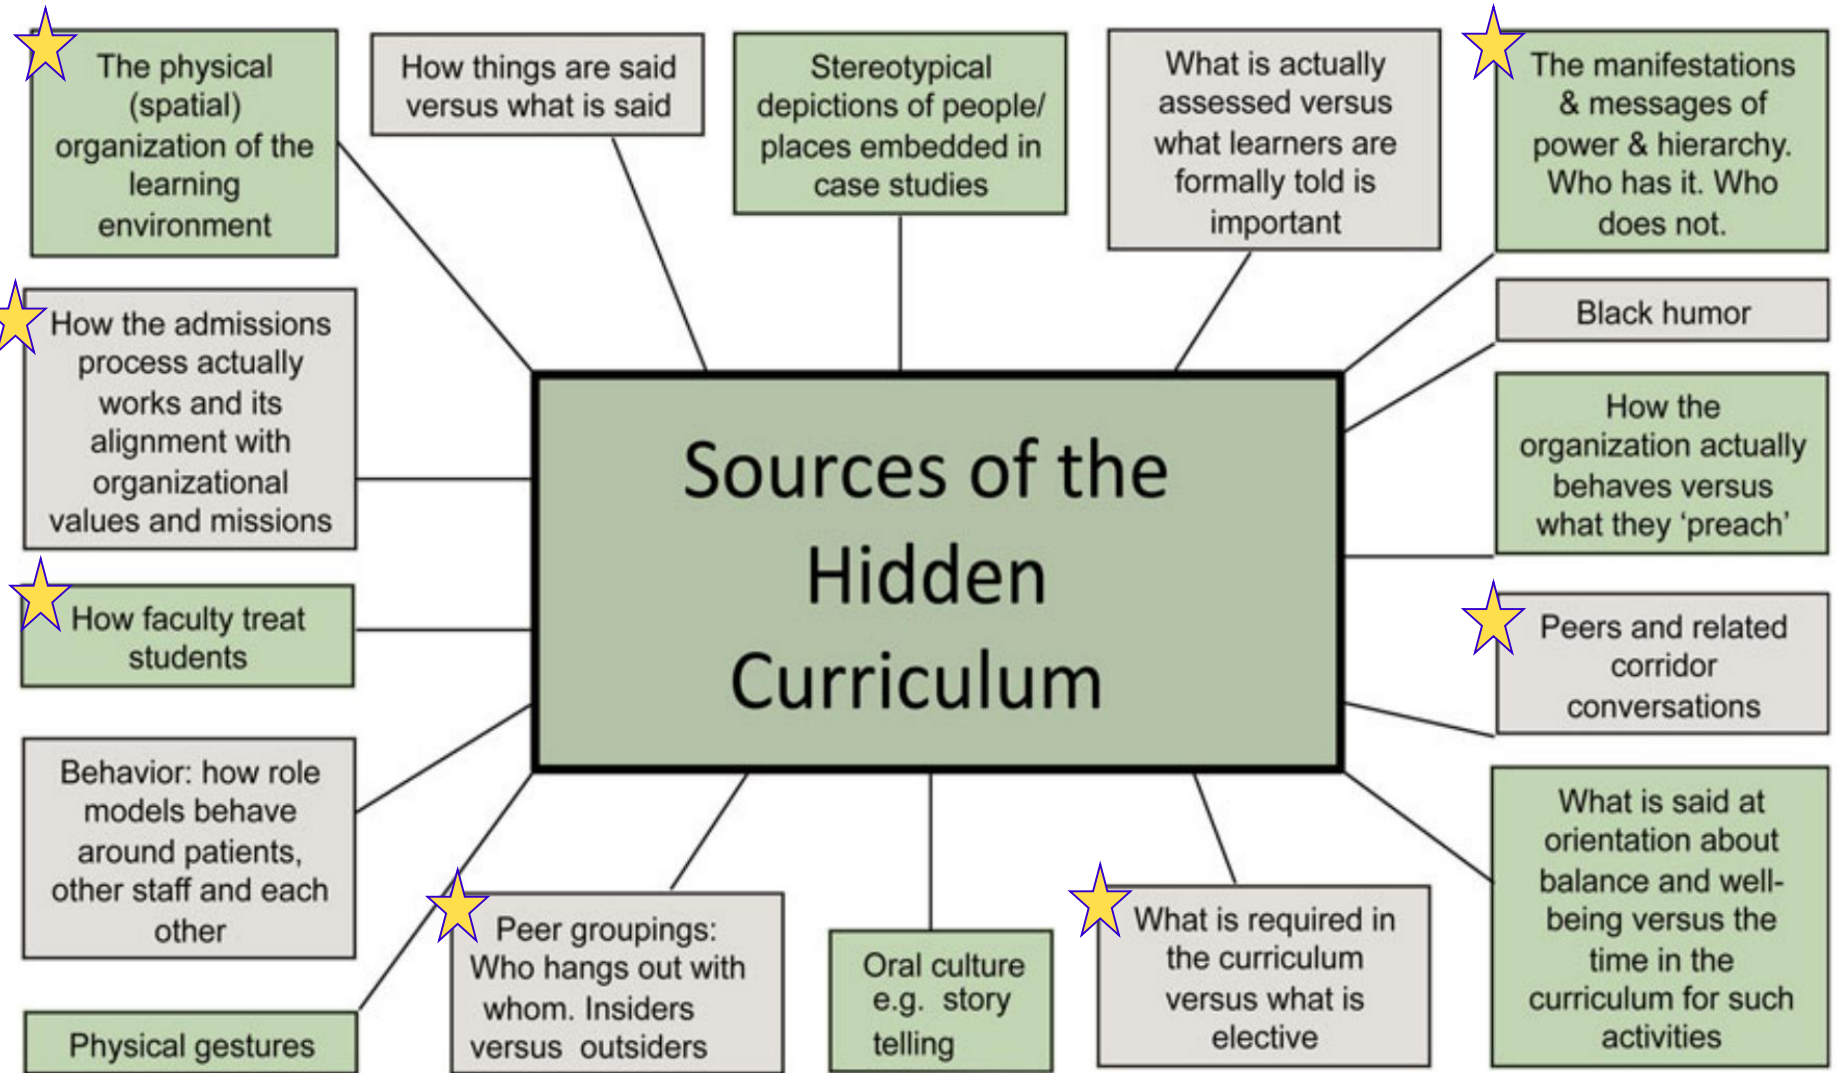 The physical
(spatial)
organization of the
learning
environment
How things are said
versus what is said
Stereotypical
depictions of people/
places embedded in
case studies
What is actually
assessed versus
what learners are
formally told is
important
The manifestations
& messages of
power & hierarchy.
Who has it. Who
does not.
Black humor
How the admissions
process actually
works and its
alignment with
organizational
values and missions
How the
organization actually
behaves versus
what they ‘preach’
Sources of the
Hidden
Curriculum
How faculty treat
students
Peers and related
corridor
conversations
Behavior: how role
models behave
around patients,
other staff and each
other
What is said at
orientation about
balance and well-
being versus the
time in the
curriculum for such
activities
Physical gestures
Peer groupings:
Who hangs out with
whom. Insiders
versus outsiders
Oral culture
e.g. story
telling
What is required in
the curriculum
versus what is
elective